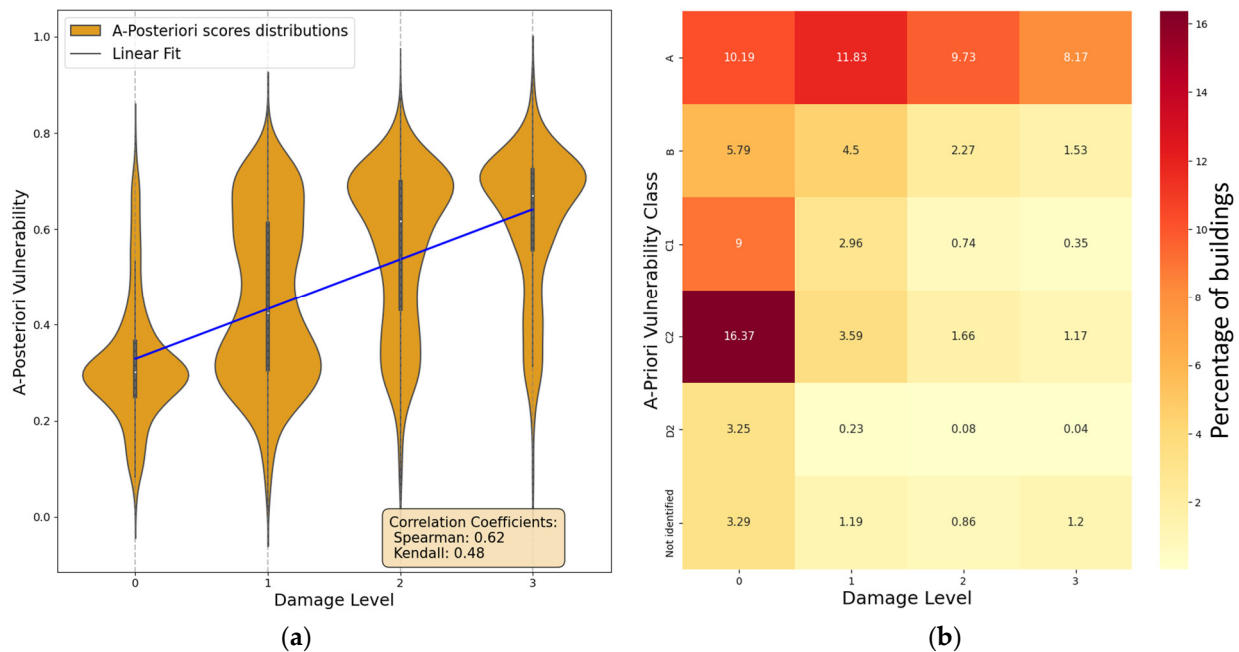 A-Posteriori scores distributions
Linear Fit
1.0
0.8
0.6
0.4
0.2
0.0
A-Posteriori Vulnerability
Correlation Coefficients:
Spearman: 0.62
Kendall: 0.48
0 1 2 3
Damage Level
(a)
A-Priori Vulnerability Class
A 10.19 11.83 9.73 8.17
B 5.79 4.5 2.27 1.53
C1 9 2.96 0.74 0.35
C2 16.37 3.59 1.66 1.17
D2 3.25 0.23 0.08 0.04
Not identified 3.29 1.19 0.86 1.2
0 1 2 3
Damage Level
16
14
12
10
8
6
4
2
Percentage of buildings
(b)